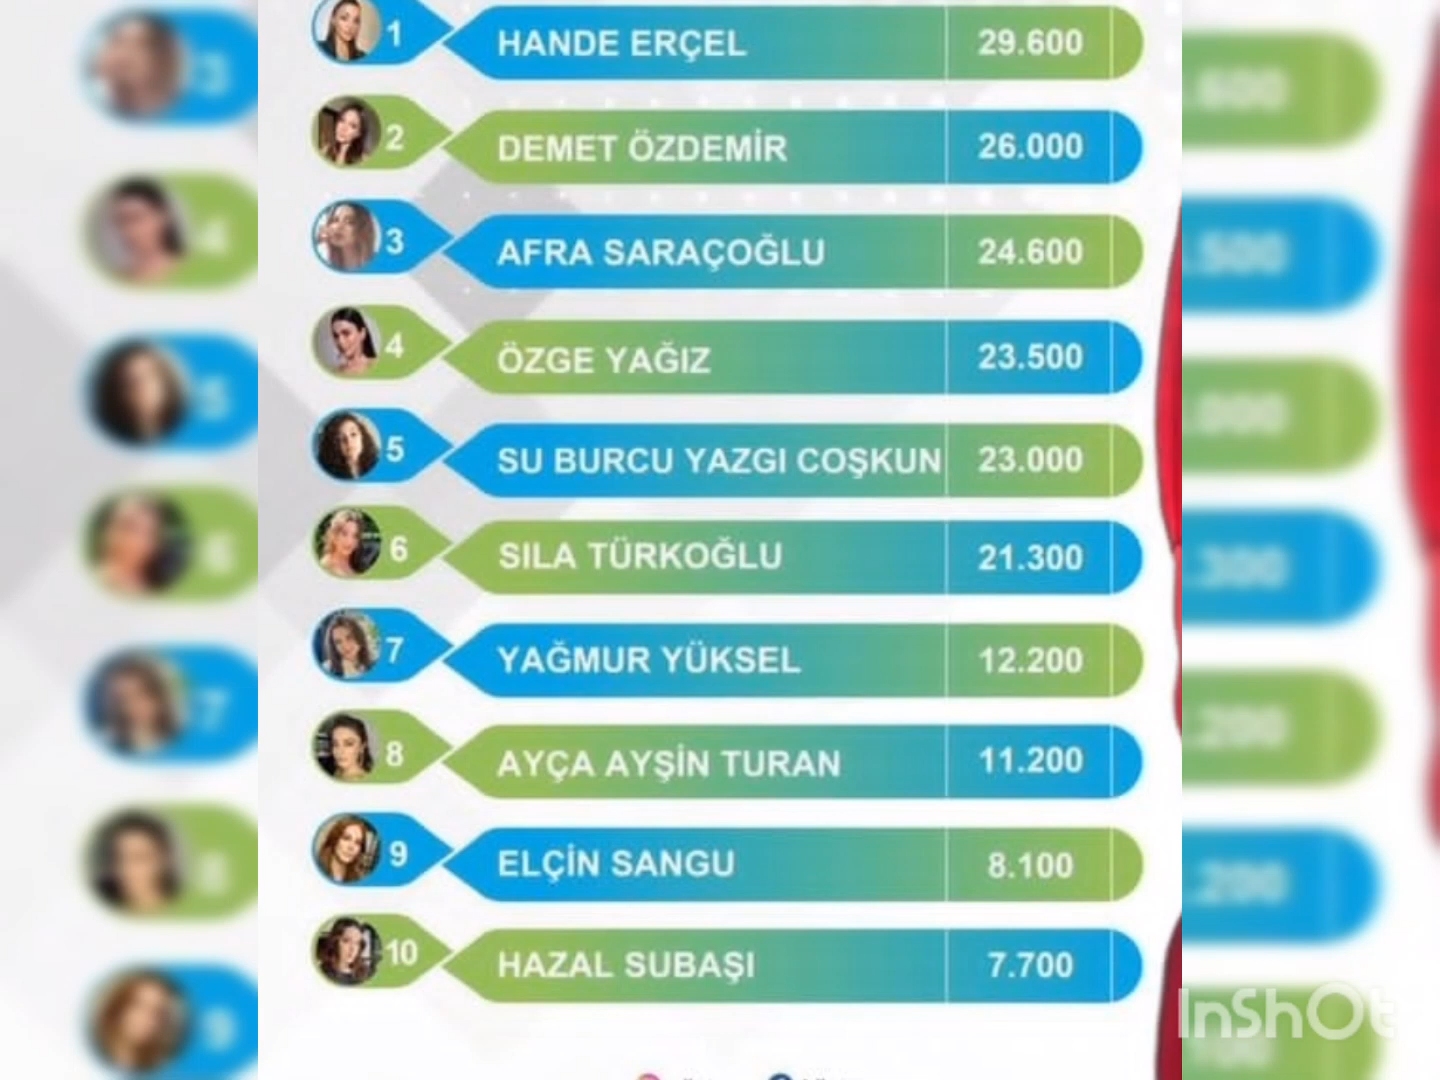 1 HANDE ERÇEL 29.600
2 DEMET ÖZDEMİR 26.000
3 AFRA SARAÇOĞLU 24.600
4 ÖZGE YAĞIZ 23.500
5 SU BURCU YAZGI COŞKUN 23.000
6 SILA TÜRKOĞLU 21.300
7 YAĞMUR YÜKSEL 12.200
8 AYÇA AYŞİN TURAN 11.200
9 ELÇİN SANGU 8.100
10 HAZAL SUBAŞI 7.700
InShOt